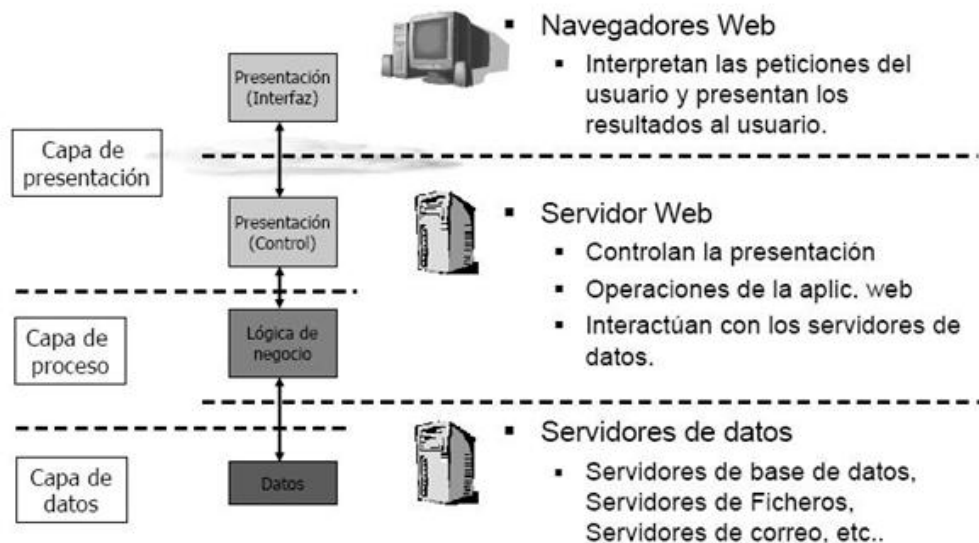 Capa de
presentación
Capa de
proceso
Capa de
datos
Presentación
(Interfaz)
Presentación
(Control)
Lógica de
negocio
Datos
▪ Navegadores Web
▪ Interpretan las peticiones del
usuario y presentan los
resultados al usuario.
▪ Servidor Web
▪ Controlan la presentación
▪ Operaciones de la aplic. web
▪ Interactúan con los servidores de
datos.
▪ Servidores de datos
▪ Servidores de base de datos,
Servidores de Ficheros,
Servidores de correo, etc..